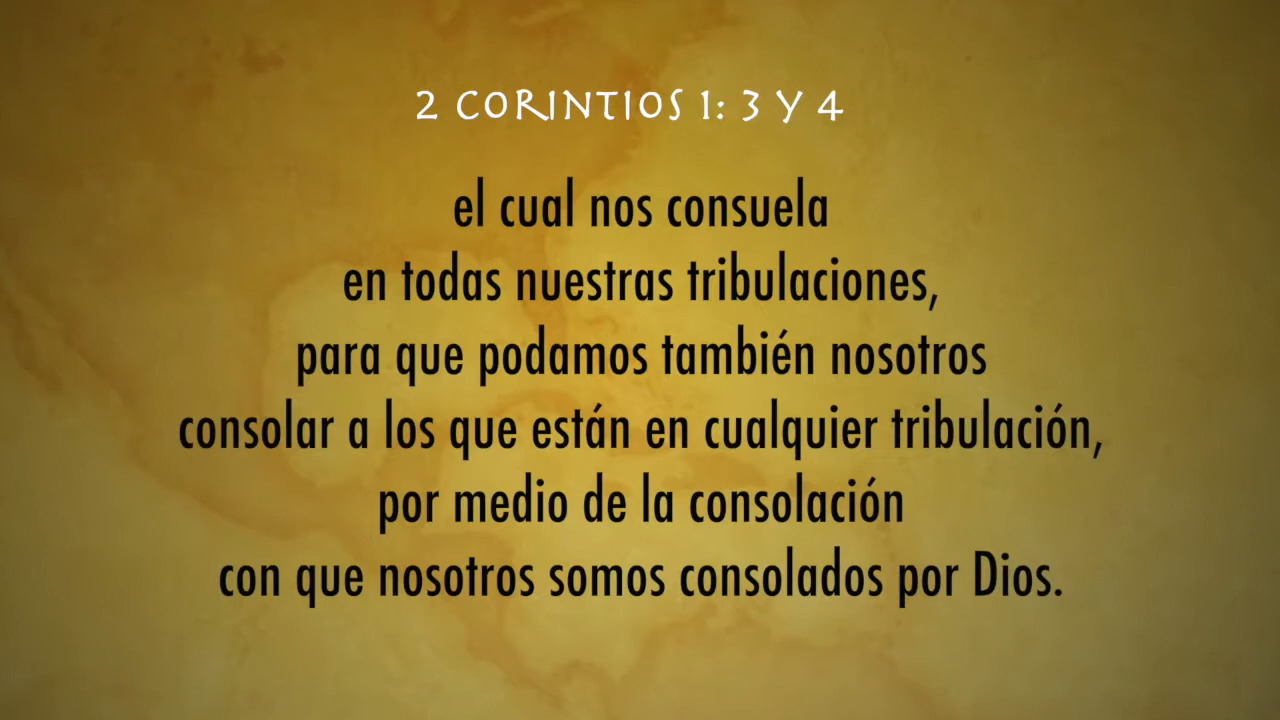 2 CORINTIOS 1: 3 Y 4
el cual nos consuela
en todas nuestras tribulaciones,
para que podamos también nosotros
consolar a los que están en cualquier tribulación,
por medio de la consolación
con que nosotros somos consolados por Dios.